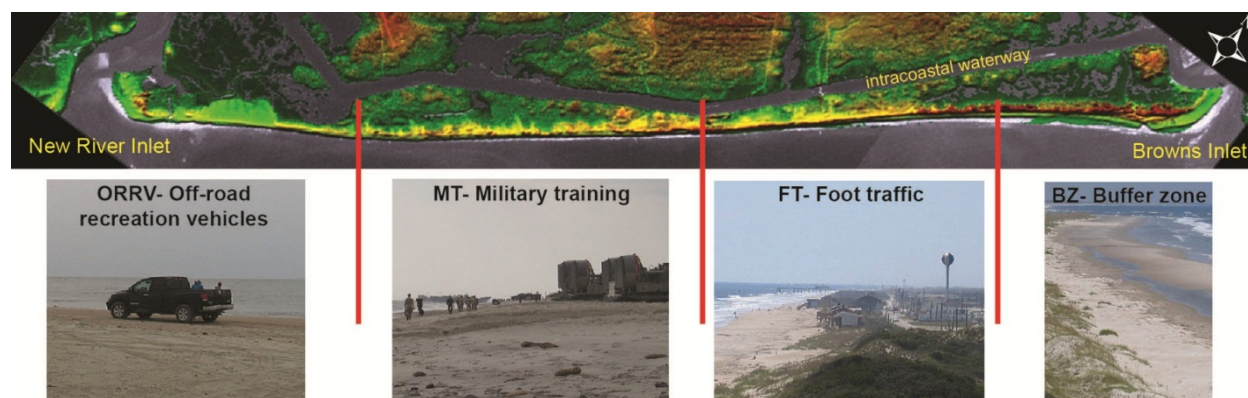 intracoastal waterway
New River Inlet
Browns Inlet
ORRV- Off-road
recreation vehicles
MT- Military training
FT- Foot traffic
BZ- Buffer zone